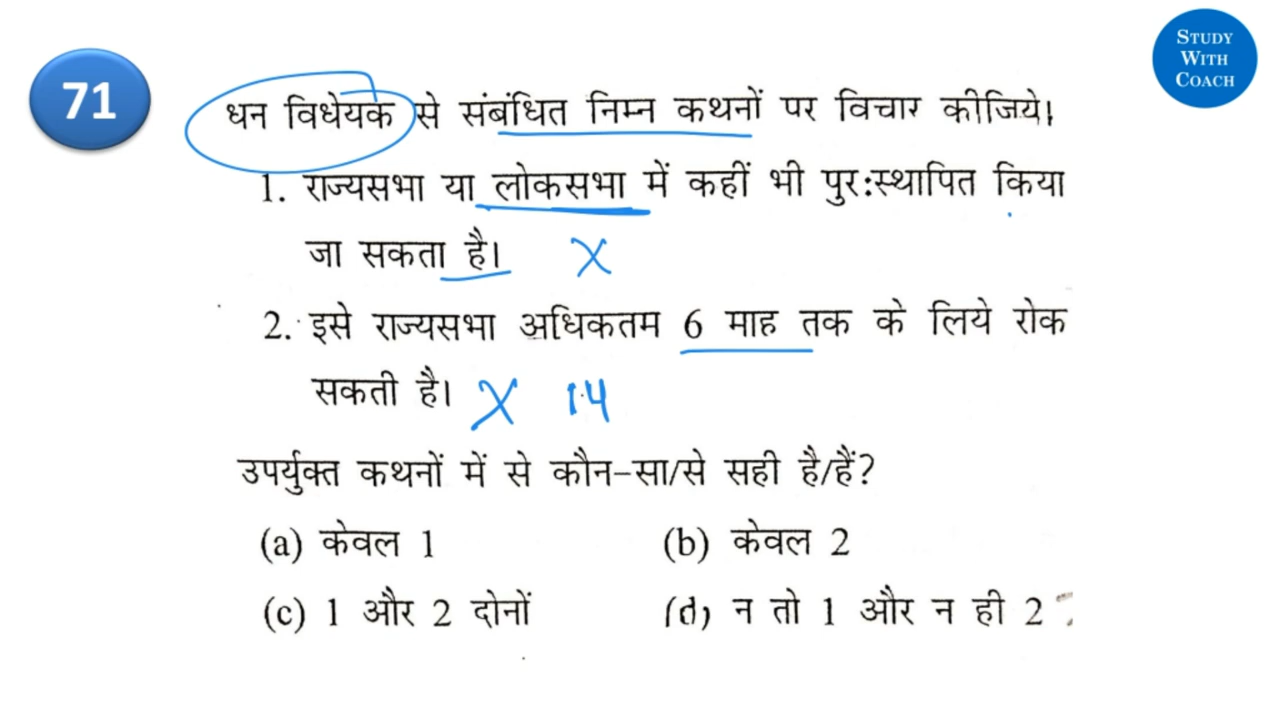 STUDY
WITH
COACH
71
धन विधेयक से संबंधित निम्न कथनों पर विचार कीजिये।
1. राज्यसभा या लोकसभा में कहीं भी पुर:स्थापित किया
जा सकता है। X
2. इसे राज्यसभा अधिकतम 6 माह तक के लिये रोक
सकती है। X 14
उपर्युक्त कथनों में से कौन-सा/से सही है/हैं?
(a) केवल 1 (b) केवल 2
(c) 1 और 2 दोनों (d) न तो 1 और न ही 2